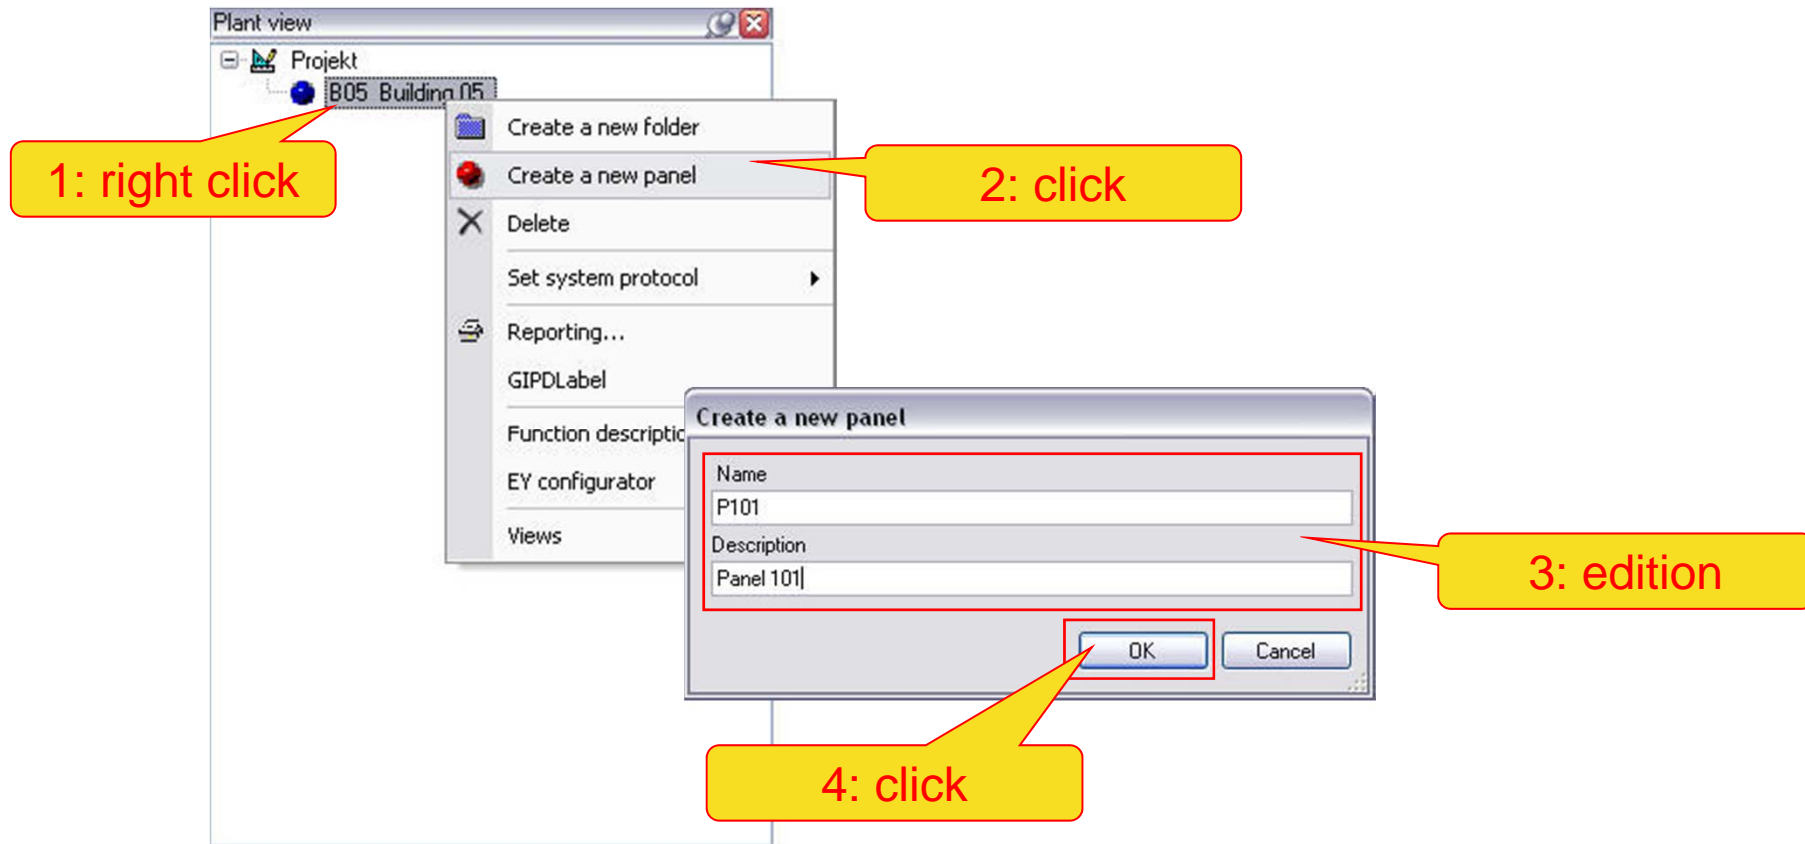 Plant view
Projekt
B05 Building 05
1: right click
Create a new folder
Create a new panel
2: click
Delete
Set system protocol
Reporting...
GIPDLabel
Function descriptio
EY configurator
Views
Create a new panel
Name
P101
Description
Panel 101
3: edition
OK
Cancel
4: click